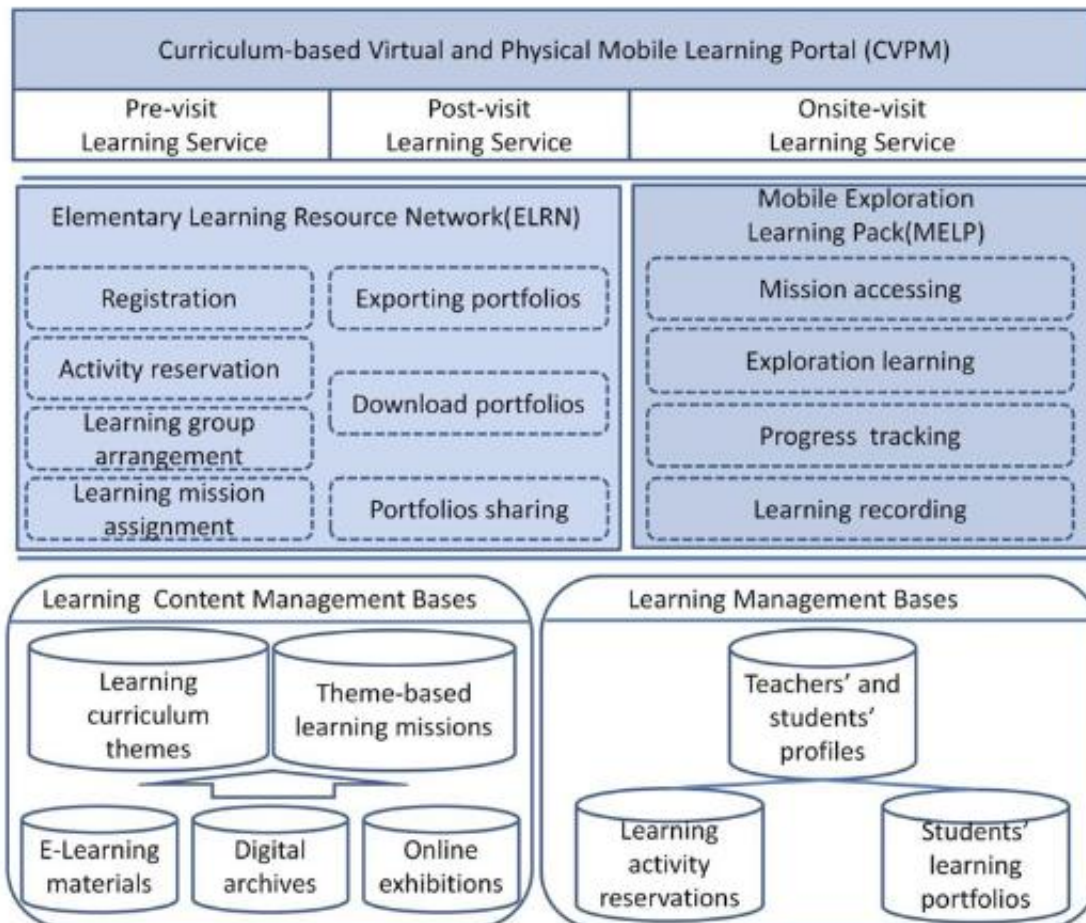 Curriculum-based Virtual and Physical Mobile Learning Portal (CVPM)
Pre-visit
Learning Service
Post-visit
Learning Service
Onsite-visit
Learning Service
Elementary Learning Resource Network(ELRN)
Registration
Activity reservation
Learning group
arrangement
Learning mission
assignment
Exporting portfolios
Download portfolios
Portfolios sharing
Mobile Exploration
Learning Pack(MELP)
Mission accessing
Exploration learning
Progress tracking
Learning recording
Learning Content Management Bases
Learning
curriculum
themes
Theme-based
learning missions
E-Learning
materials
Digital
archives
Online
exhibitions
Learning Management Bases
Teachers’ and
students’
profiles
Learning
activity
reservations
Students’
learning
portfolios